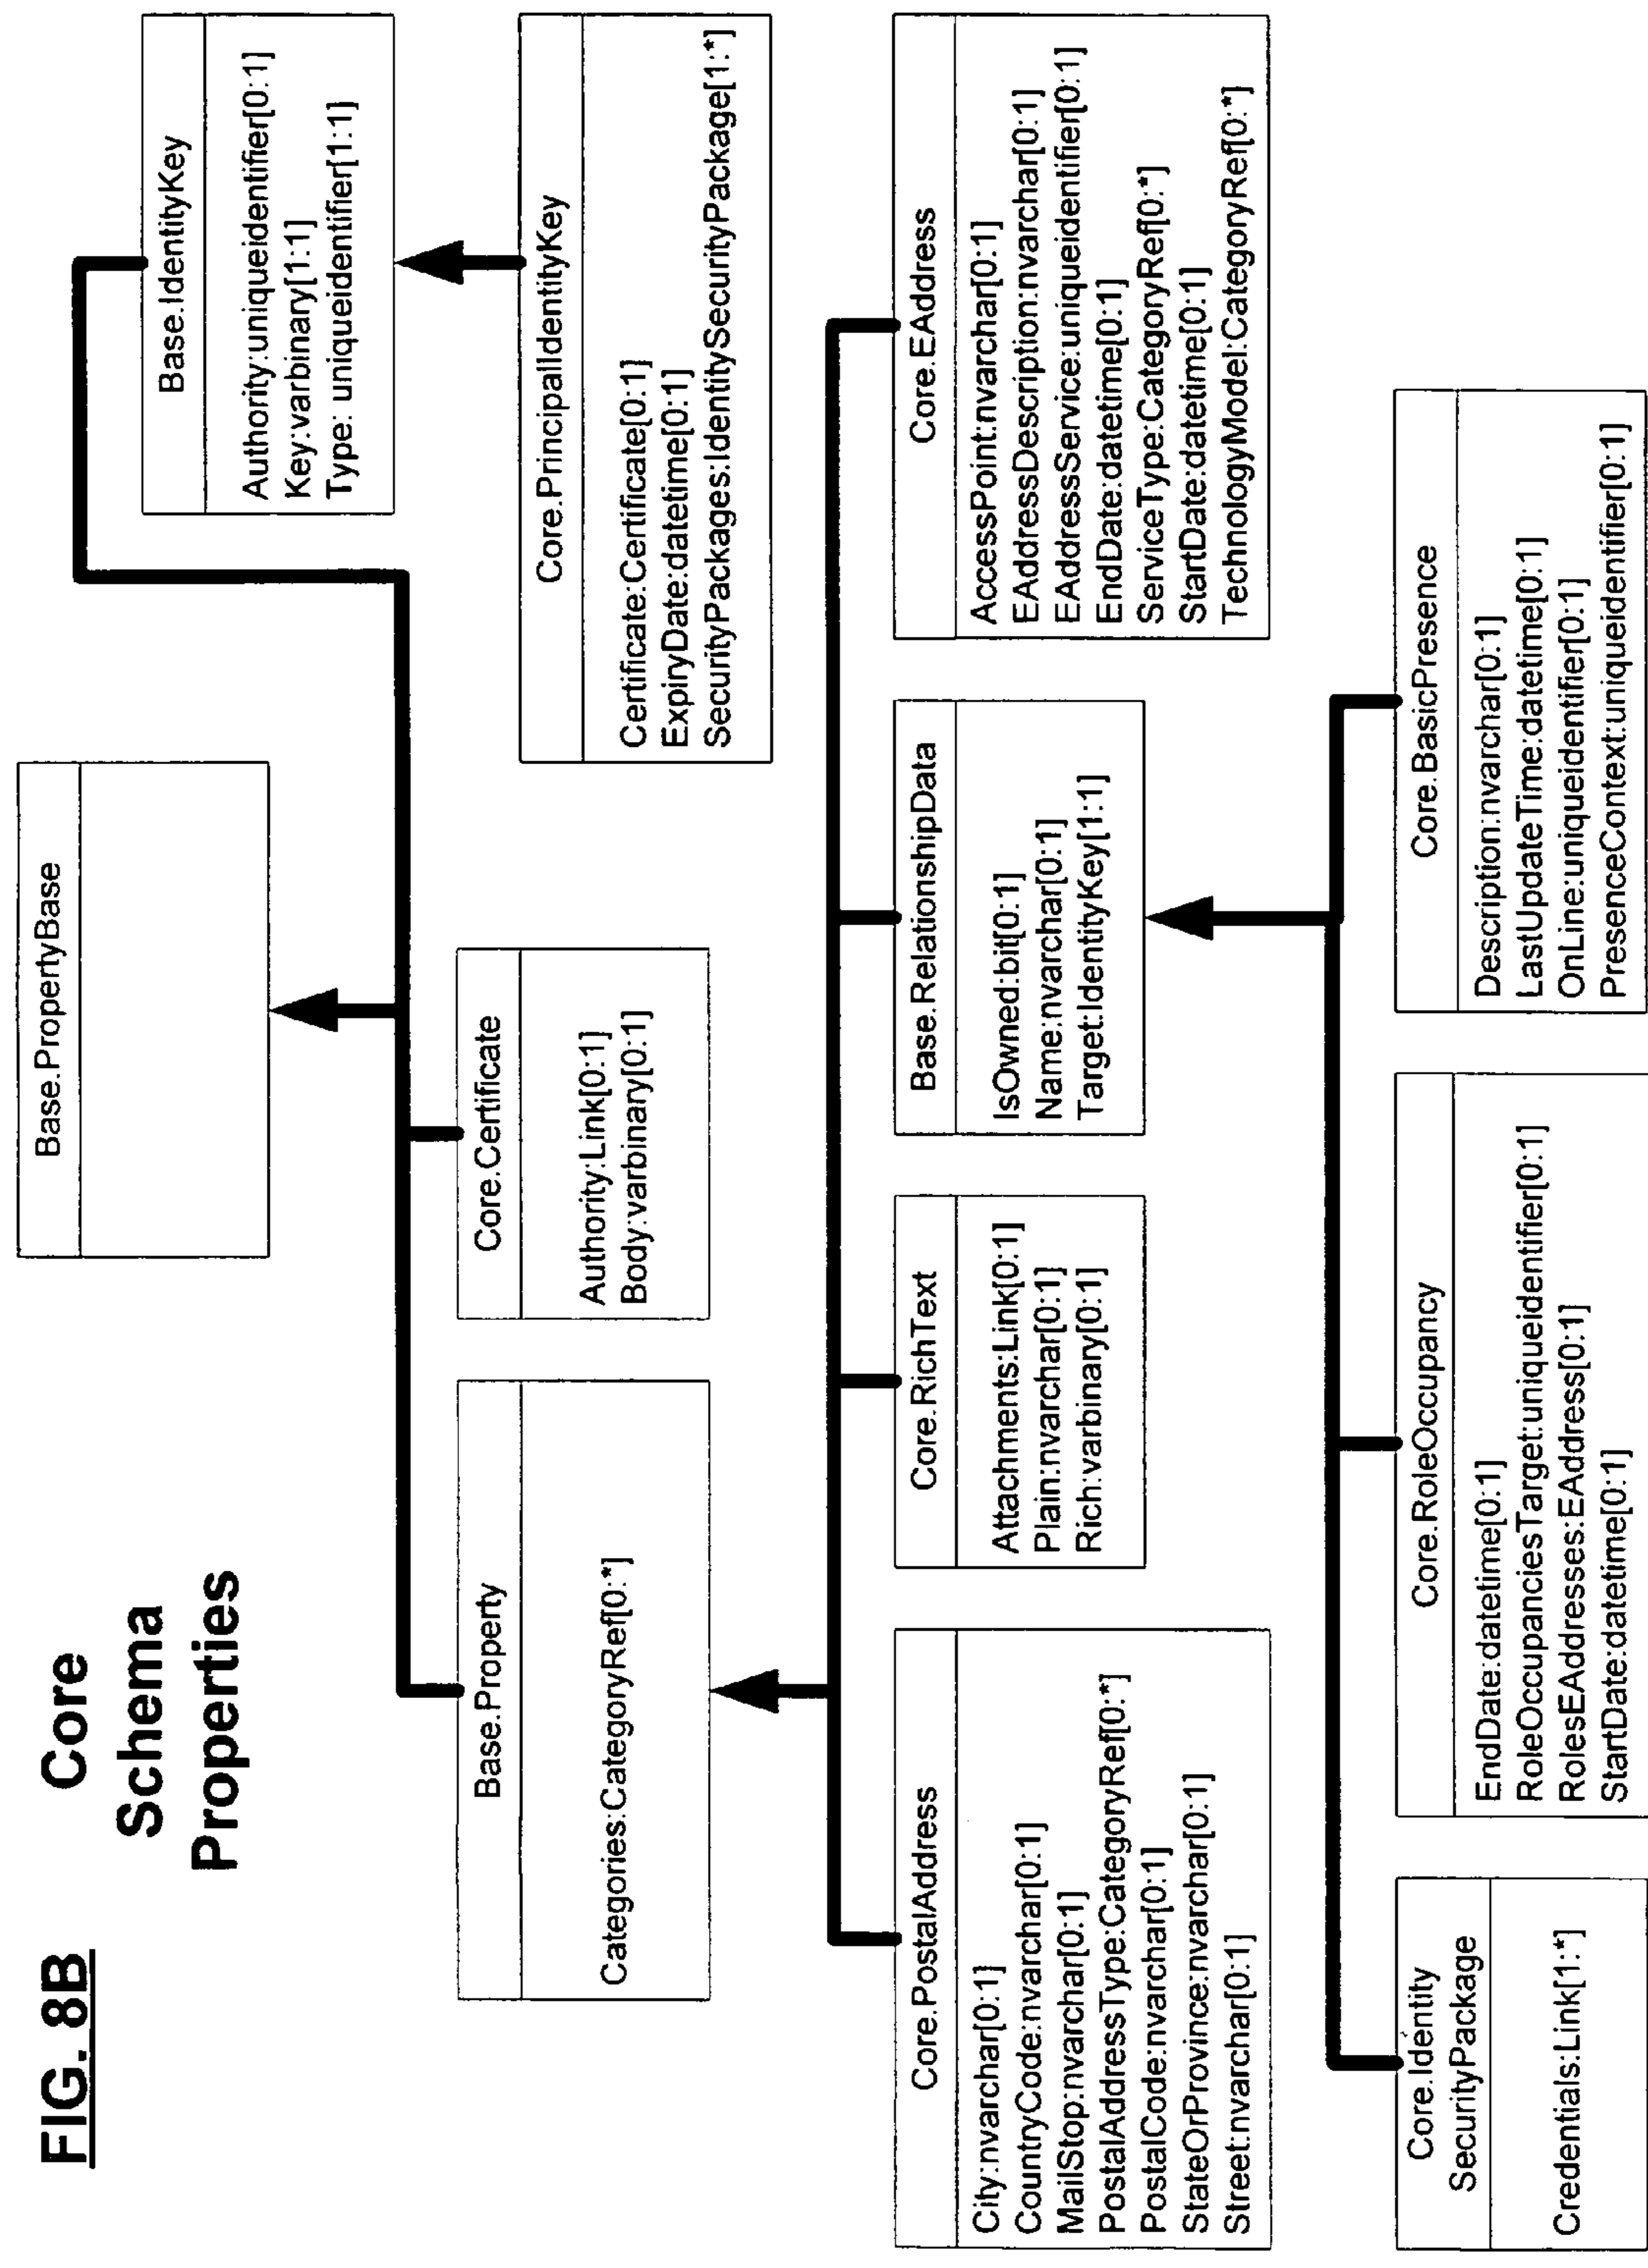 FIG. 8B
Core
Schema
Properties
Base.PropertyBase
Base.IdentityKey
Authority:uniqueidentifier[0:1]
Key:varbinary[1:1]
Type: uniqueidentifier[1:1]
Base.Property
Categories:CategoryRef[0:*]
Core.Certificate
Authority:Link[0:1]
Body:varbinary[0:1]
Core.PrincipalIdentityKey
Certificate:Certificate[0:1]
ExpiryDate:datetime[0:1]
SecurityPackages:IdentitySecurityPackage[1:*]
Core.PostalAddress
City:nvarchar[0:1]
CountryCode:nvarchar[0:1]
MailStop:nvarchar[0:1]
PostalAddressType:CategoryRef[0:*]
PostalCode:nvarchar[0:1]
StateOrProvince:nvarchar[0:1]
Street:nvarchar[0:1]
Core.RichText
Attachments:Link[0:1]
Plain:nvarchar[0:1]
Rich:varbinary[0:1]
Base.RelationshipData
IsOwned:bit[0:1]
Name:nvarchar[0:1]
Target:IdentityKey[1:1]
Core.EAddress
AccessPoint:nvarchar[0:1]
EAddressDescription:nvarchar[0:1]
EAddressService:uniqueidentifier[0:1]
EndDate:datetime[0:1]
ServiceType:CategoryRef[0:*]
StartDate:datetime[0:1]
TechnologyModel:CategoryRef[0:*]
Core.Identity
SecurityPackage
Credentials:Link[1:*]
Core.RoleOccupancy
EndDate:datetime[0:1]
RoleOccupanciesTarget:uniqueidentifier[0:1]
RolesEAddresses:EAddress[0:1]
StartDate:datetime[0:1]
Core.BasicPresence
Description:nvarchar[0:1]
LastUpdateTime:datetime[0:1]
OnLine:uniqueidentifier[0:1]
PresenceContext:uniqueidentifier[0:1]